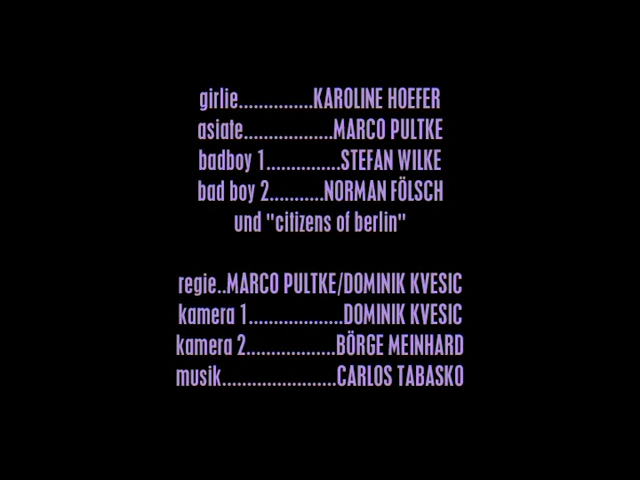 girlie...............KAROLINE HOEFER
asiate..................MARCO PULTKE
badboy 1...............STEFAN WILKE
bad boy 2...........NORMAN FÖLSCH
und "citizens of berlin"
regie..MARCO PULTKE/DOMINIK KVESIC
kamera 1...................DOMINIK KVESIC
kamera 2..................BÖRGE MEINHARD
musik.......................CARLOS TABASKO